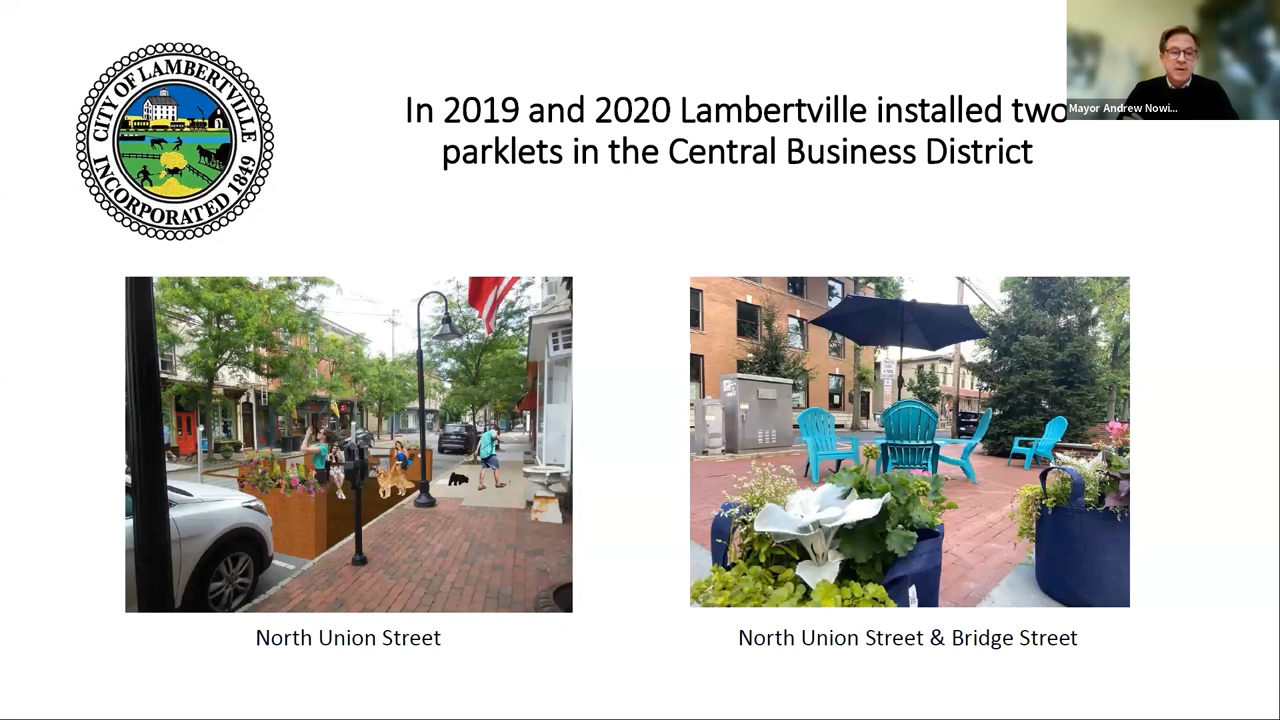 CITY OF LAMBERTVILLE
INCORPORATED 1849
In 2019 and 2020 Lambertville installed two
parklets in the Central Business District
Mayor Andrew Nowi...
North Union Street
North Union Street & Bridge Street